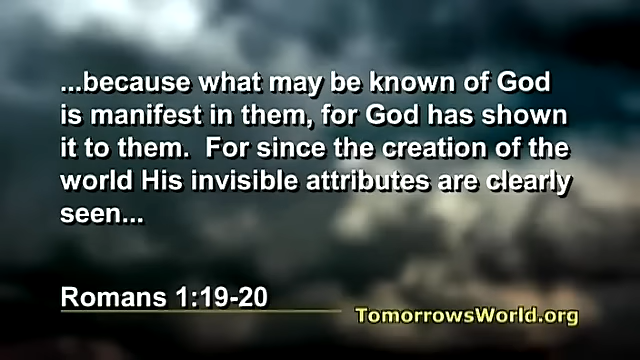 ...because what may be known of God
is manifest in them, for God has shown
it to them.  For since the creation of the
world His invisible attributes are clearly
seen...
Romans 1:19-20
TomorrowsWorld.org